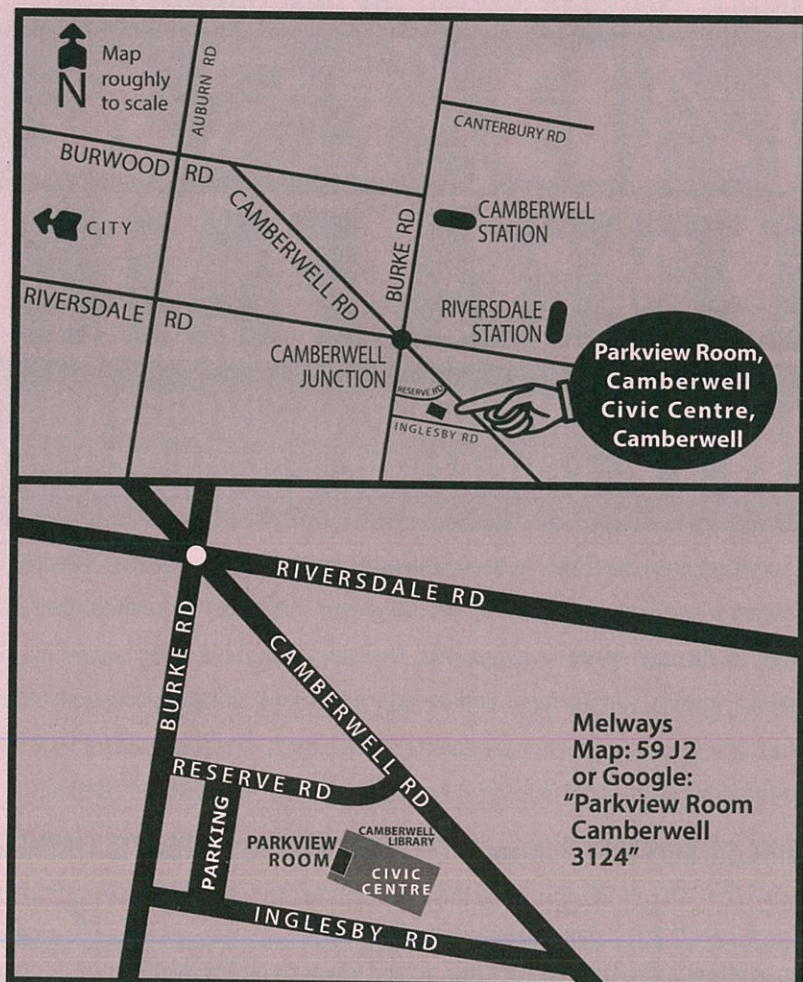 N
Map
roughly
to scale
AUBURN RD
CANTERBURY RD
BURWOOD RD
CITY
CAMBERWELL RD
BURKE RD
CAMBERWELL
STATION
RIVERSDALE RD
RIVERSDALE
STATION
CAMBERWELL
JUNCTION
RESERVE RD
INGLESBY RD
Parkview Room,
Camberwell
Civic Centre,
Camberwell
RIVERSDALE RD
BURKE RD
CAMBERWELL RD
RESERVE RD
PARKING
PARKVIEW
ROOM
CAMBERWELL
LIBRARY
CIVIC
CENTRE
INGLESBY RD
Melways
Map: 59 J2
or Google:
“Parkview Room
Camberwell
3124”